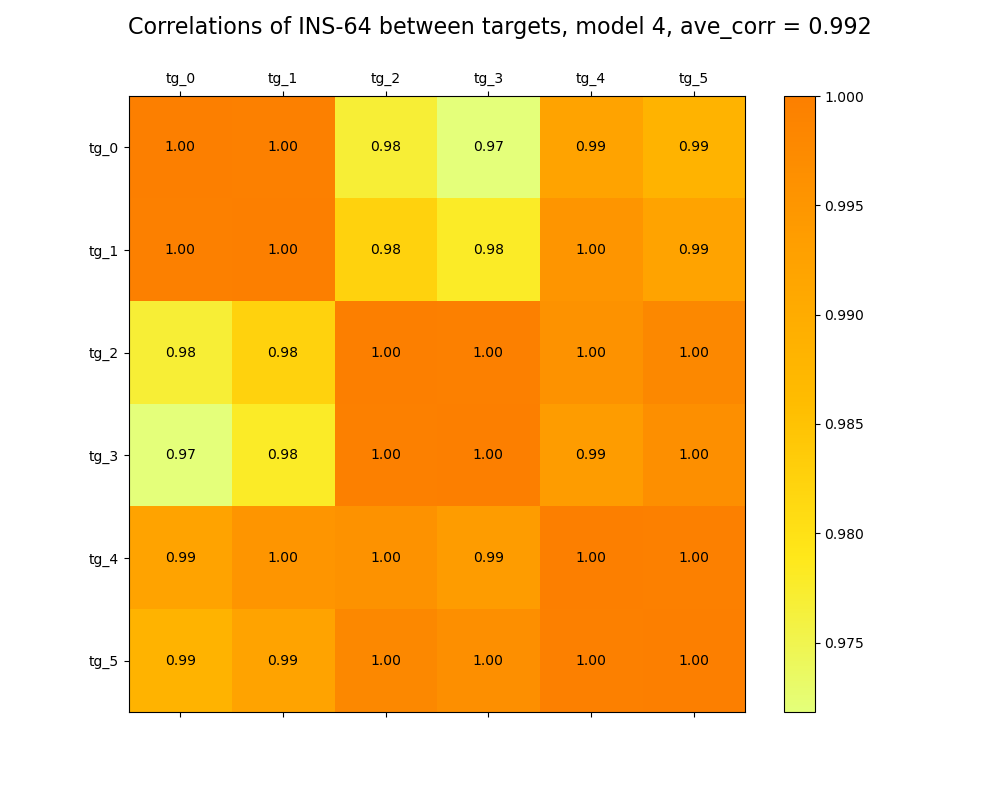 Correlations of INS-64 between targets, model 4, ave_corr = 0.992
tg_0 tg_1 tg_2 tg_3 tg_4 tg_5
tg_0 1.00 1.00 0.98 0.97 0.99 0.99
tg_1 1.00 1.00 0.98 0.98 1.00 0.99
tg_2 0.98 0.98 1.00 1.00 1.00 1.00
tg_3 0.97 0.98 1.00 1.00 0.99 1.00
tg_4 0.99 1.00 1.00 0.99 1.00 1.00
tg_5 0.99 0.99 1.00 1.00 1.00 1.00
1.000
0.995
0.990
0.985
0.980
0.975